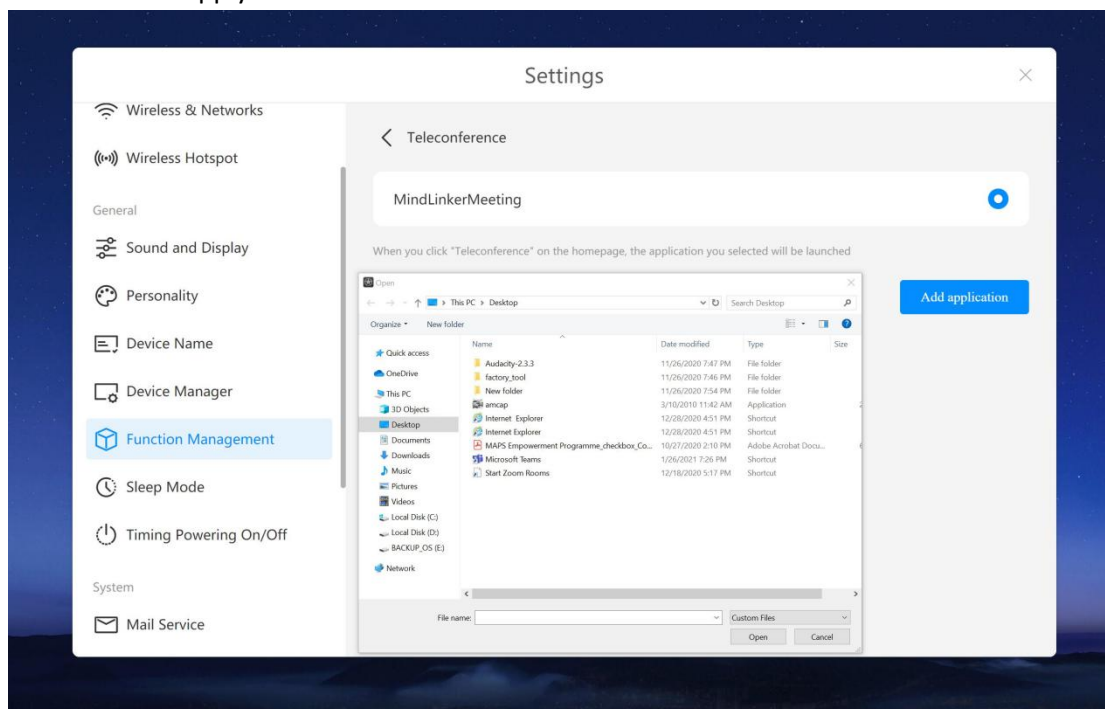 Settings
Wireless & Networks
Wireless Hotspot
General
Sound and Display
Personality
Device Name
Device Manager
Function Management
Sleep Mode
Timing Powering On/Off
System
Mail Service
Teleconference
MindLinkerMeeting
When you click "Teleconference" on the homepage, the application you selected will be launched
Add application
Open
This PC > Desktop
Search Desktop
Organize
New folder
Quick access
OneDrive
This PC
3D Objects
Desktop
Documents
Downloads
Music
Pictures
Videos
Local Disk (C:)
Local Disk (D:)
BACKUP_OS (E:)
Network
Name Date modified Type Size
Audacity-2.3.3 11/26/2020 7:47 PM File folder
factory_tool 11/26/2020 7:46 PM File folder
New folder 11/26/2020 7:54 PM File folder
amcap 3/10/2010 11:42 AM Application
Internet Explorer 12/28/2020 4:51 PM Shortcut
Internet Explorer 12/28/2020 4:51 PM Shortcut
MAPS Empowerment Programme_checkbox_Co... 10/27/2020 2:10 PM Adobe Acrobat Docu...
Microsoft Teams 1/26/2021 7:26 PM Shortcut
Start Zoom Rooms 12/18/2020 5:17 PM Shortcut
File name:
Custom Files
Open Cancel